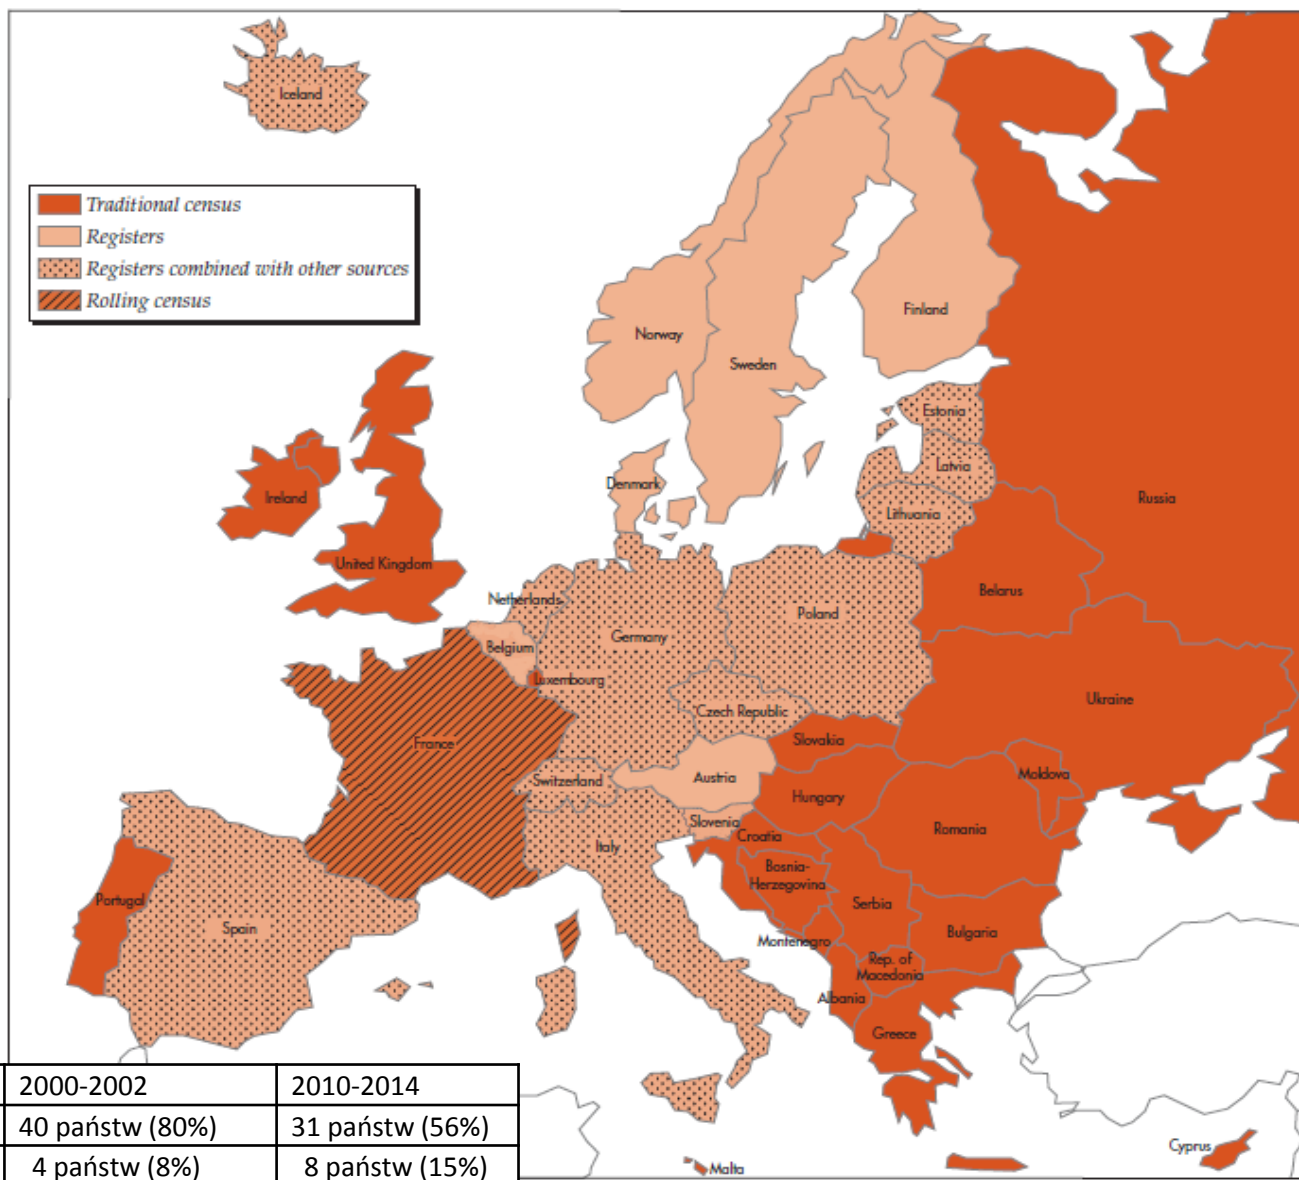 Iceland
Traditional census
Registers
Registers combined with other sources
Rolling census
Finland
Norway
Sweden
Estonia
Latvia
Denmark
Ireland
Russia
Lithuania
United Kingdom
Belarus
Netherlands
Poland
Germany
Belgium
Luxembourg
Ukraine
Czech Republic
France
Slovakia
Moldova
Switzerland
Austria
Hungary
Slovenia
Romania
Croatia
Italy
Bosnia-
Herzegovina
Portugal
Serbia
Spain
Bulgaria
Montenegro
Rep. of
Macedonia
Albania
Greece
2000-2002 2010-2014
40 państw (80%) 31 państw (56%)
4 państw (8%) 8 państw (15%)
Cyprus
Malta